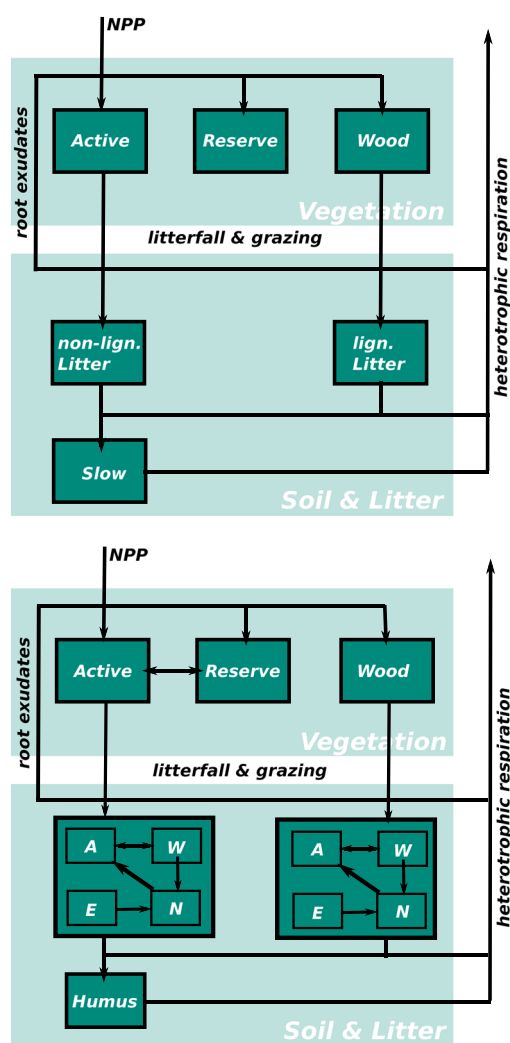 NPP
root exudates
Active
Reserve
Wood
Vegetation
litterfall & grazing
heterotrophic respiration
non-lign.
Litter
lign.
Litter
Slow
Soil & Litter
NPP
root exudates
Active
Reserve
Wood
Vegetation
litterfall & grazing
heterotrophic respiration
A
W
E
N
A
W
E
N
Humus
Soil & Litter